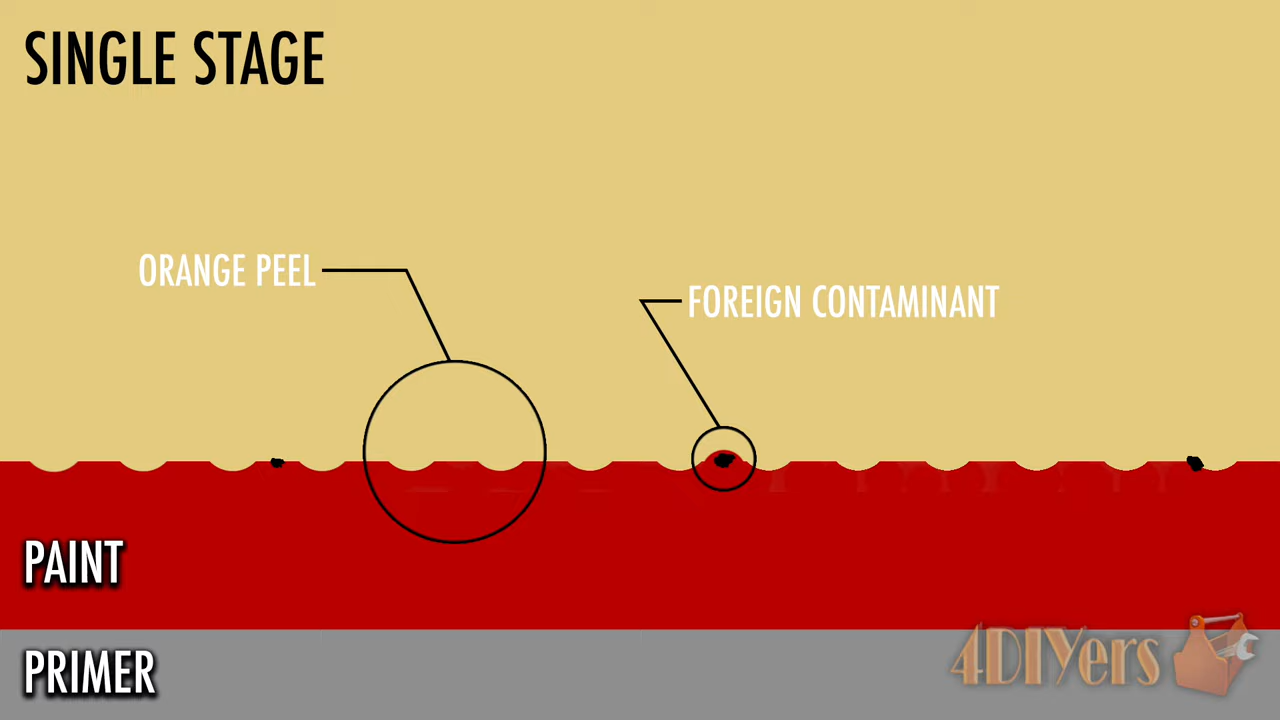 SINGLE STAGE
ORANGE PEEL
FOREIGN CONTAMINANT
PAINT
PRIMER
4DIYers